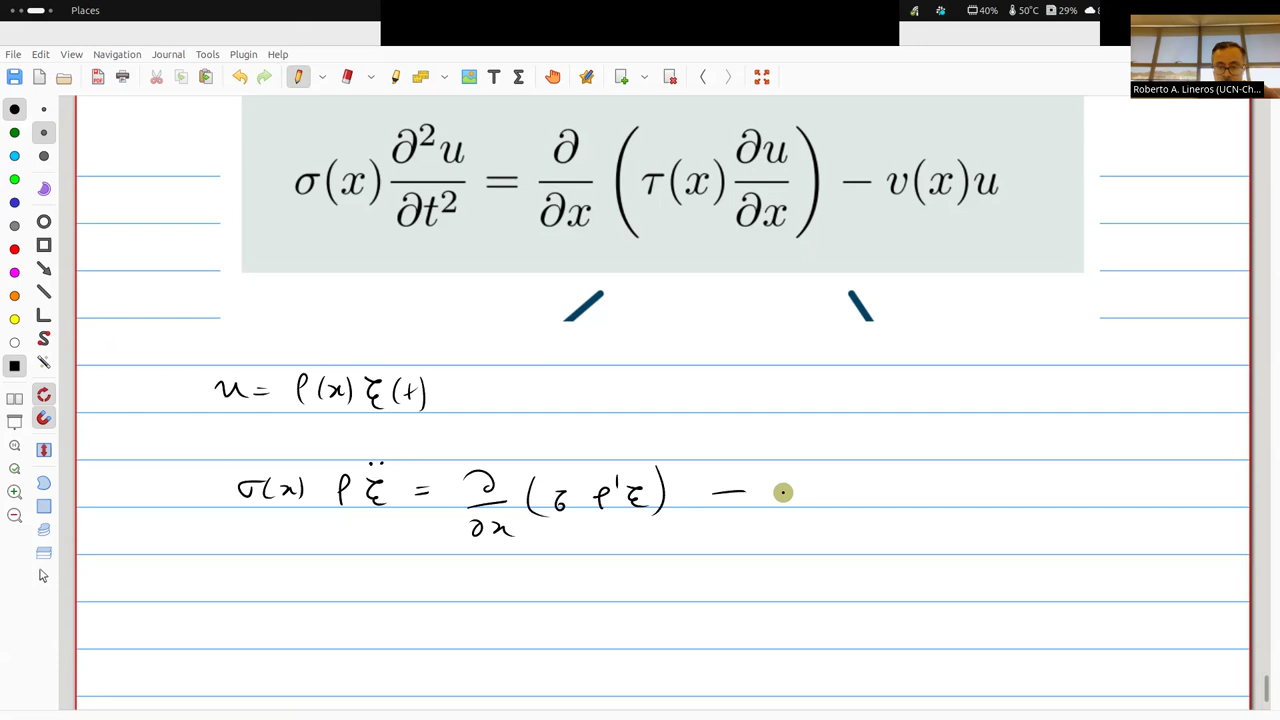 Places
40% 50°C 29%
File Edit View Navigation Journal Tools Plugin Help
Roberto A. Lineros (UCN-Ch...
σ(x) ∂²u/∂t² = ∂/∂x (τ(x) ∂u/∂x) − v(x)u
u = ρ(x) ξ(t)
σ(x) ρ ξ̈ = ∂/∂x (τ ρ' ξ) −